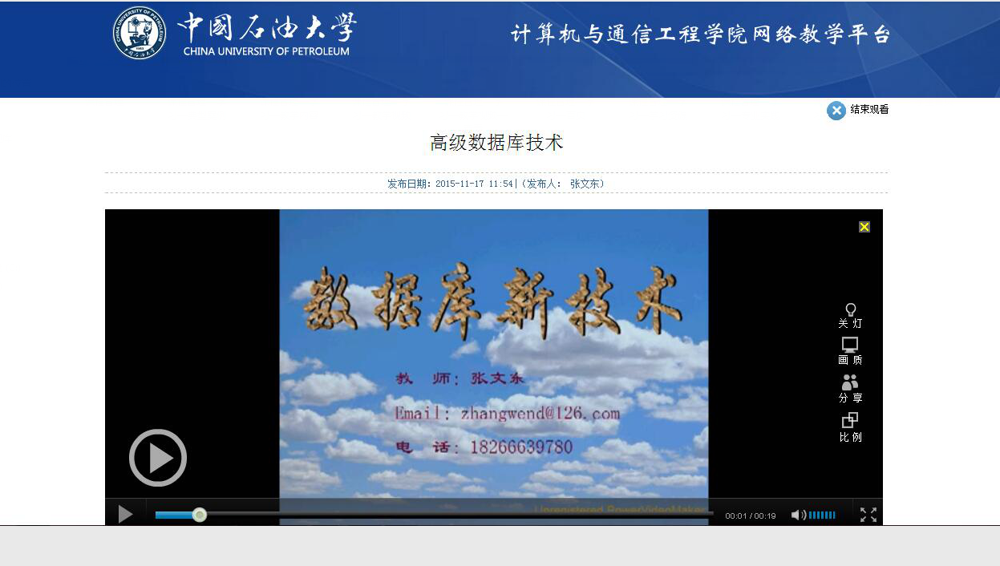 中国石油大学
CHINA UNIVERSITY OF PETROLEUM
计算机与通信工程学院网络教学平台
结束观看
高级数据库技术
发布日期：2015-11-17 11:54|（发布人： 张文东）
数据库新技术
教 师：张文东
Email：zhangwend@126.com
电 话：18266639780
关 灯
画 质
分 享
比 例
Unregistered PowerVideoMaker
00:01 / 00:19